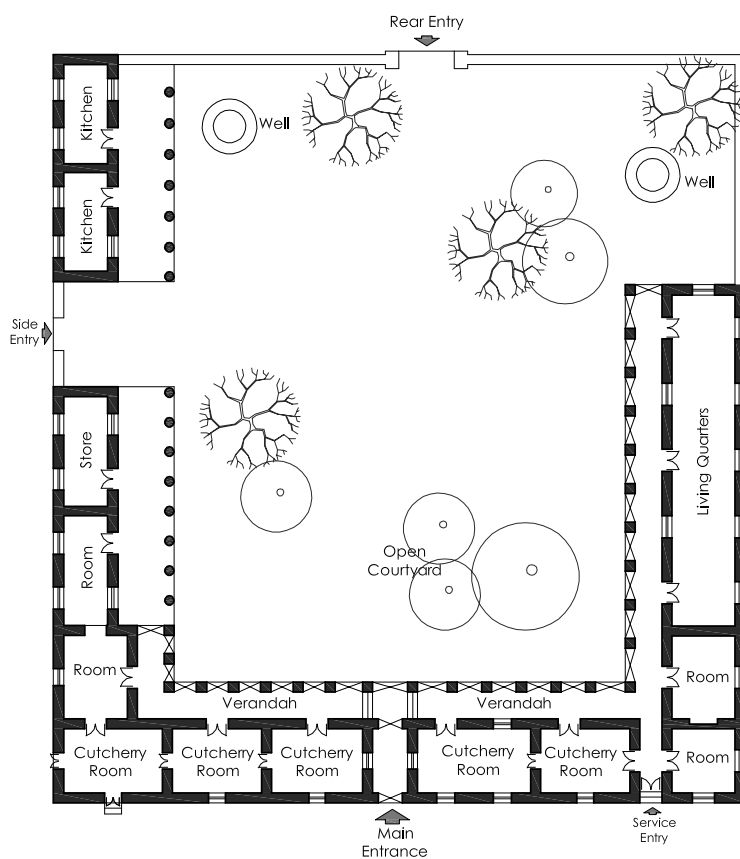 Rear Entry
Kitchen
Well
Well
Kitchen
Side
Entry
Store
Living Quarters
Room
Open
Courtyard
Room
Room
Verandah
Verandah
Cutcherry
Room
Cutcherry
Room
Cutcherry
Room
Cutcherry
Room
Cutcherry
Room
Room
Main
Entrance
Service
Entry